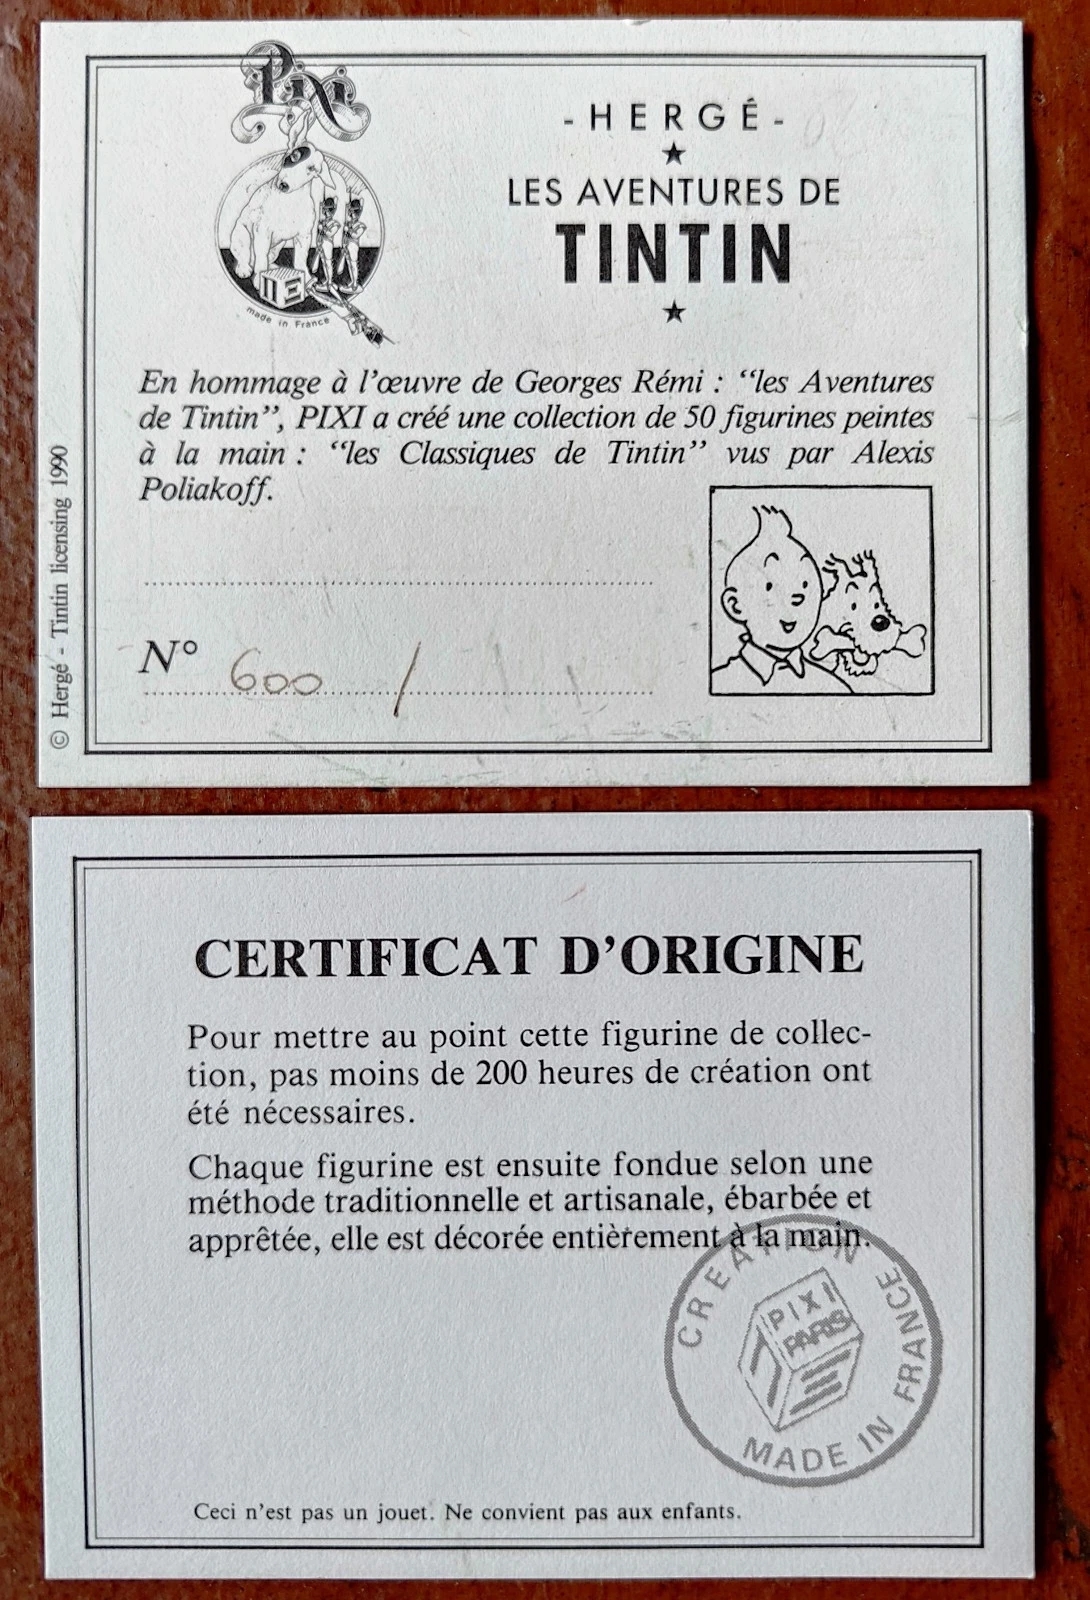 Pixi
made in France
- HERGÉ -
LES AVENTURES DE
TINTIN
En hommage à l'œuvre de Georges Rémi : “les Aventures
de Tintin”, PIXI a créé une collection de 50 figurines peintes
à la main : “les Classiques de Tintin” vus par Alexis
Poliakoff.
N° 600 /
© Hergé - Tintin licensing 1990
CERTIFICAT D'ORIGINE
Pour mettre au point cette figurine de collec-
tion, pas moins de 200 heures de création ont
été nécessaires.
Chaque figurine est ensuite fondue selon une
méthode traditionnelle et artisanale, ébarbée et
apprêtée, elle est décorée entièrement à la main.
CREATION
PIXI
PARIS
MADE IN FRANCE
Ceci n'est pas un jouet. Ne convient pas aux enfants.